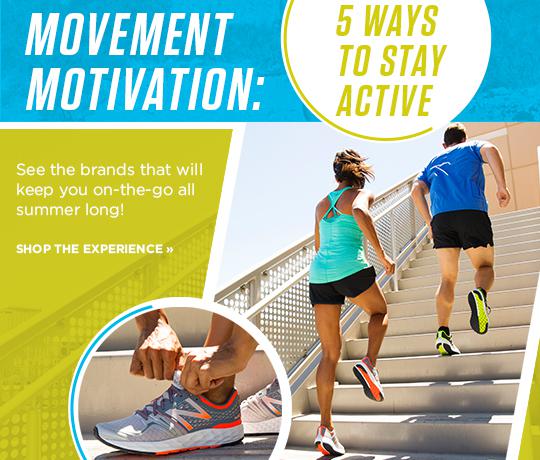 MOVEMENT
MOTIVATION:
5 WAYS
TO STAY
ACTIVE
See the brands that will
keep you on-the-go all
summer long!
SHOP THE EXPERIENCE »